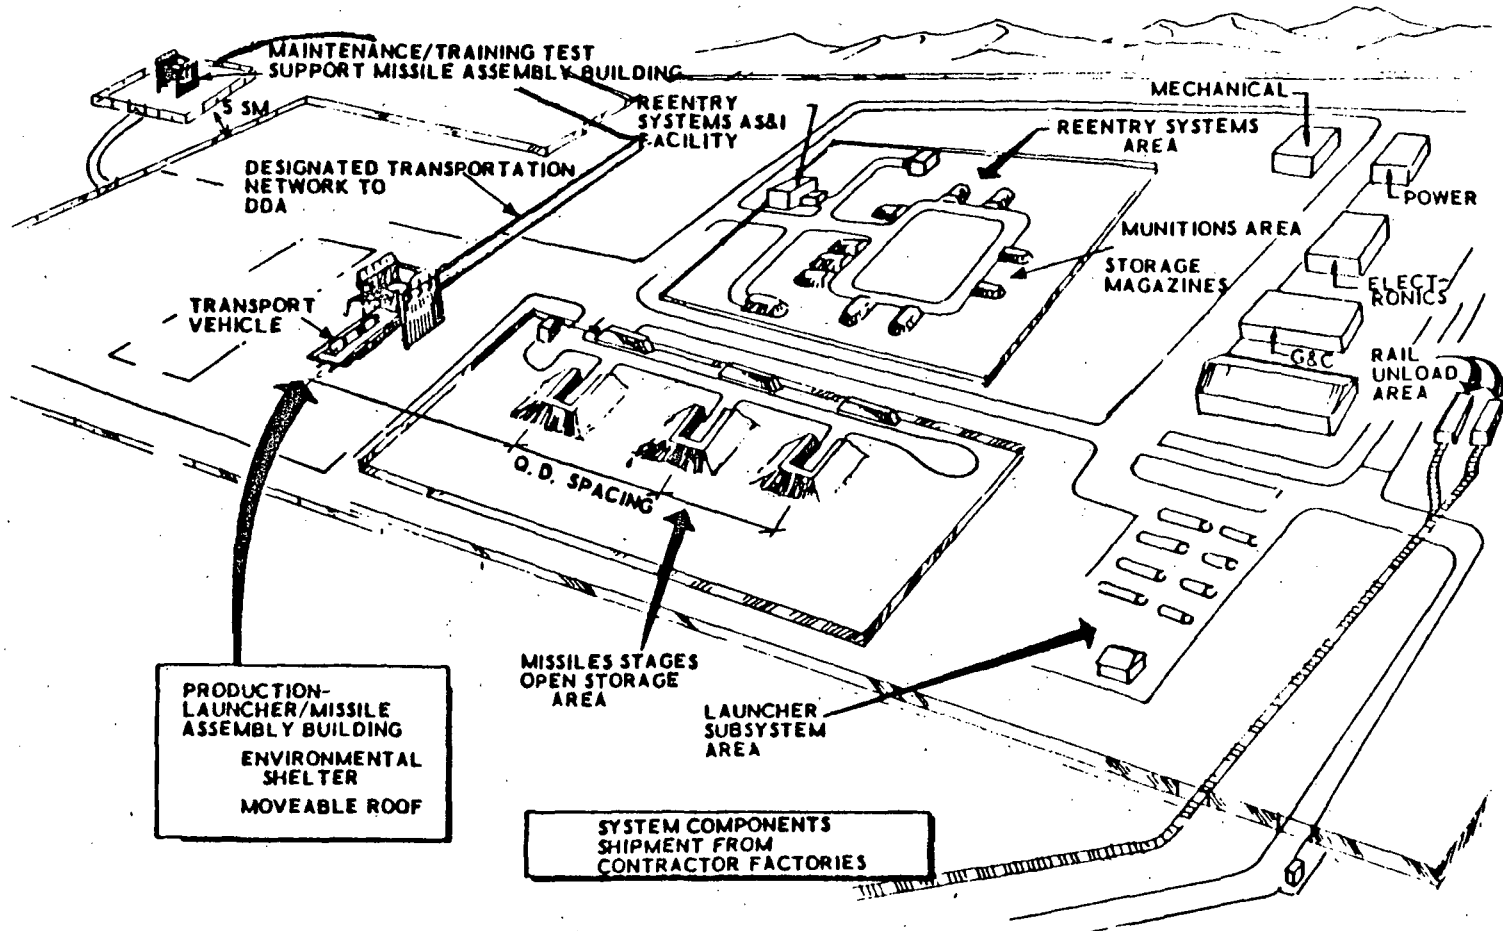 MAINTENANCE/TRAINING TEST
SUPPORT MISSILE ASSEMBLY BUILDING
5 SM
REENTRY
SYSTEMS AS&I
FACILITY
MECHANICAL
REENTRY SYSTEMS
AREA
DESIGNATED TRANSPORTATION
NETWORK TO
DDA
POWER
MUNITIONS AREA
STORAGE
MAGAZINES
ELECT-
RONICS
TRANSPORT
VEHICLE
G&C
RAIL
UNLOAD
AREA
Q.D. SPACING
MISSILES STAGES
OPEN STORAGE
AREA
LAUNCHER
SUBSYSTEM
AREA
PRODUCTION-
LAUNCHER/MISSILE
ASSEMBLY BUILDING
ENVIRONMENTAL
SHELTER
MOVEABLE ROOF
SYSTEM COMPONENTS
SHIPMENT FROM
CONTRACTOR FACTORIES